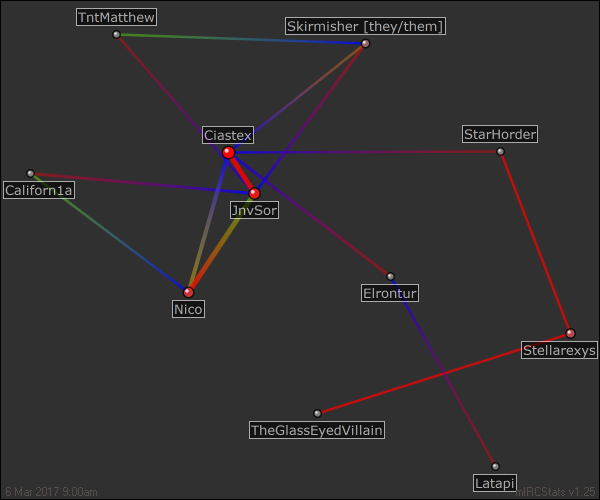 TntMatthew
Skirmisher [they/them]
Ciastex
StarHorder
Californ1a
JnvSor
Elrontur
Nico
Stellarexys
TheGlassEyedVillain
Latapi
6 Mar 2017 9:00am
mIRCStats v1.25